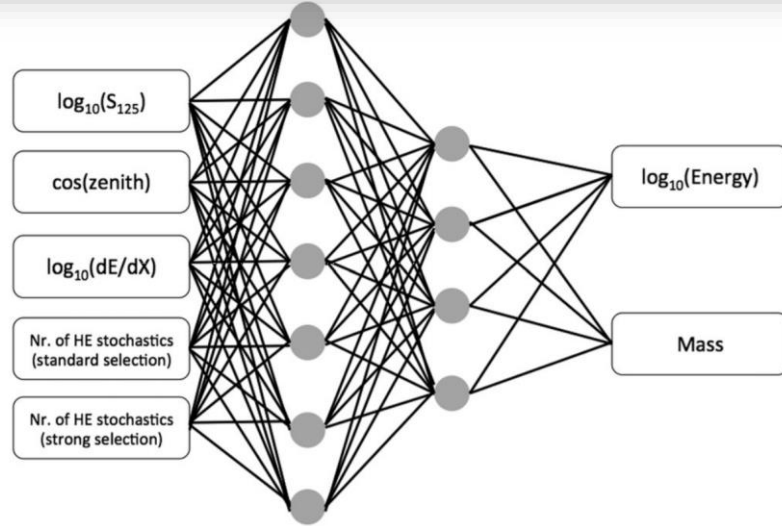 log₁₀(S₁₂₅)
cos(zenith)
log₁₀(dE/dX)
Nr. of HE stochastics
(standard selection)
Nr. of HE stochastics
(strong selection)
log₁₀(Energy)
Mass